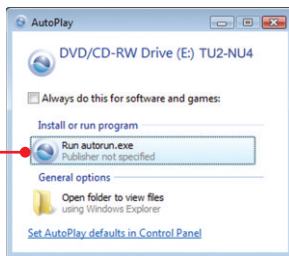 AutoPlay
DVD/CD-RW Drive (E:) TU2-NU4
Always do this for software and games:
Install or run program
Run autorun.exe
Publisher not specified
General options
Open folder to view files
using Windows Explorer
Set AutoPlay defaults in Control Panel